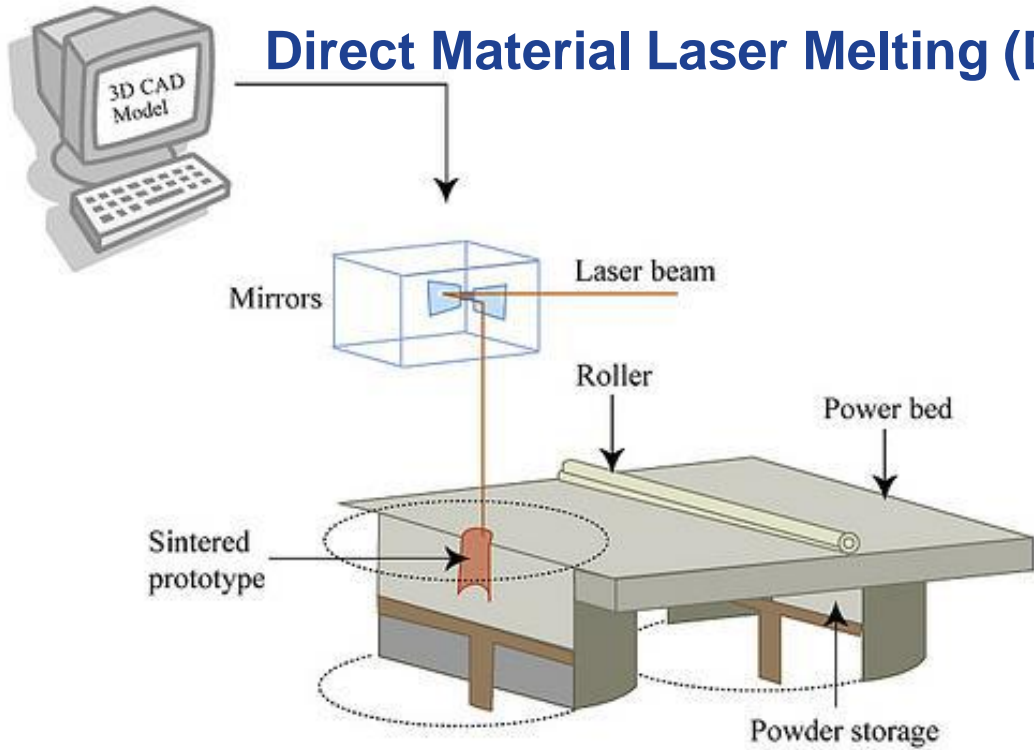 Direct Material Laser Melting (D
3D CAD
Model
Mirrors
Laser beam
Roller
Power bed
Sintered
prototype
Powder storage